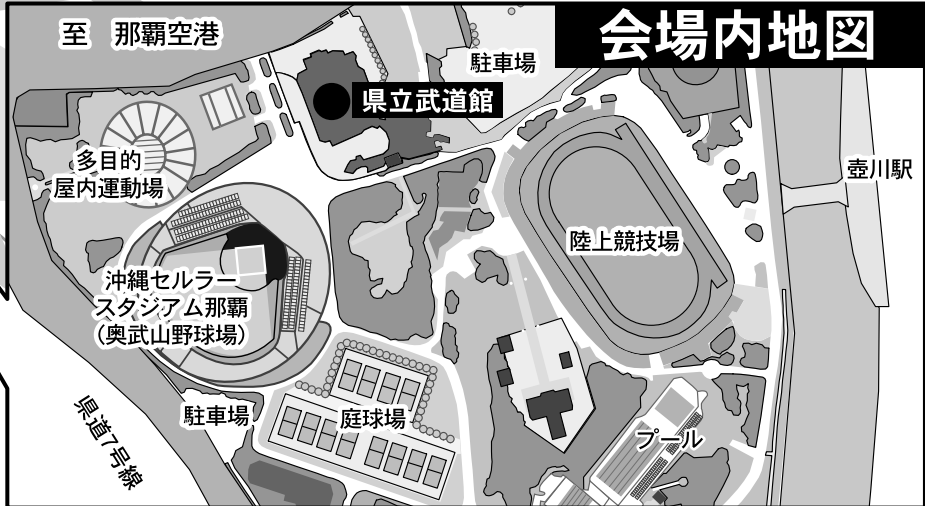 至 那覇空港
会場内地図
駐車場
県立武道館
多目的
屋内運動場
壺川駅
陸上競技場
沖縄セルラー
スタジアム那覇
（奥武山野球場）
駐車場
庭球場
プール
県道7号線